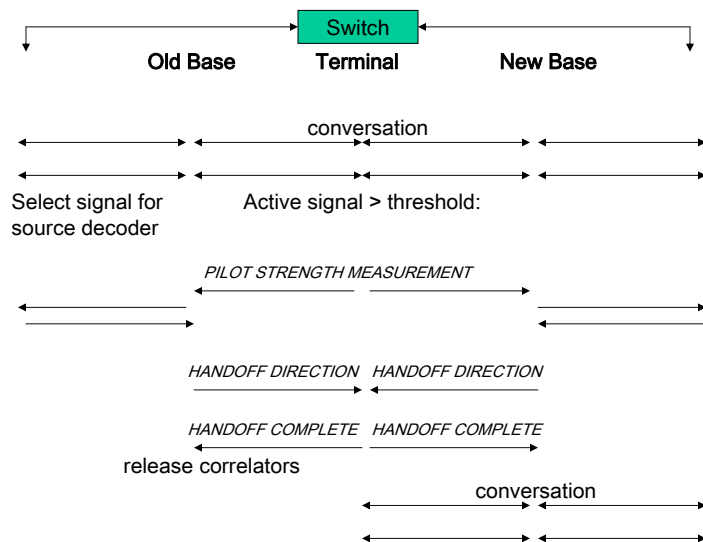 Switch
Old Base Terminal New Base
conversation
Select signal for
source decoder
Active signal > threshold:
PILOT STRENGTH MEASUREMENT
HANDOFF DIRECTION HANDOFF DIRECTION
HANDOFF COMPLETE HANDOFF COMPLETE
release correlators
conversation